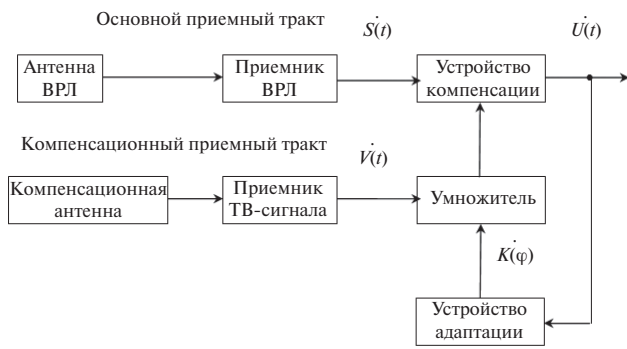 Основной приемный тракт
Ṡ(t)
U̇(t)
Антенна
ВРЛ
Приемник
ВРЛ
Устройство
компенсации
Компенсационный приемный тракт
V̇(t)
Компенсационная
антенна
Приемник
ТВ-сигнала
Умножитель
K̇(φ)
Устройство
адаптации